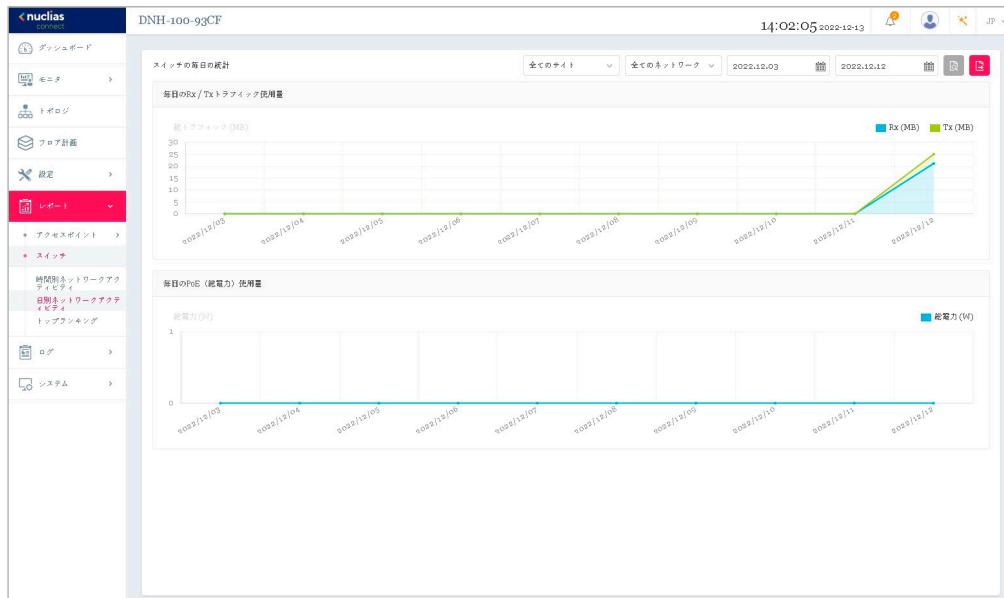 nuclias
connect
DNH-100-93CF
14:02:05 2022-12-13
2
JP
ダッシュボード
モニタ
トポロジ
フロア計画
設定
レポート
アクセスポイント
スイッチ
時間別ネットワークアク
ティビティ
日別ネットワークアクテ
ィビティ
トップランキング
ログ
システム
スイッチの毎日の統計
全てのサイト
全てのネットワーク
2022.12.03
2022.12.12
毎日のRx / Txトラフィック使用量
総トラフィック(MB)
Rx (MB)
Tx (MB)
30
25
20
15
10
5
0
2022/12/03
2022/12/04
2022/12/05
2022/12/06
2022/12/07
2022/12/08
2022/12/09
2022/12/10
2022/12/11
2022/12/12
毎日のPoE（総電力）使用量
総電力(W)
総電力(W)
1
0
2022/12/03
2022/12/04
2022/12/05
2022/12/06
2022/12/07
2022/12/08
2022/12/09
2022/12/10
2022/12/11
2022/12/12